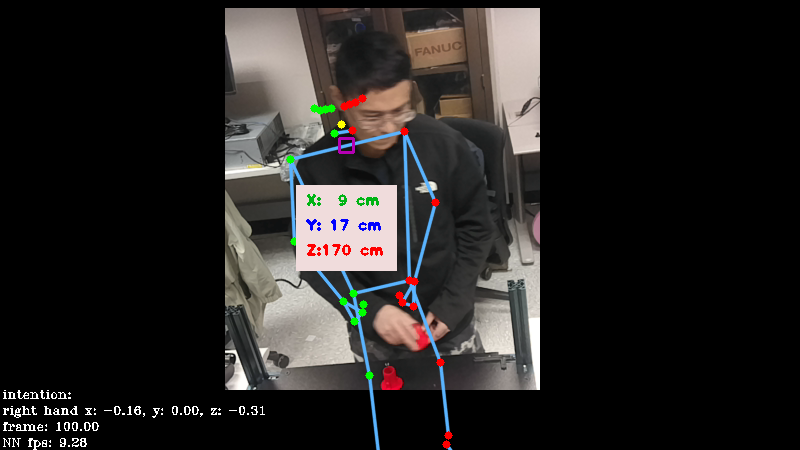 FANUC
X: 9 cm
Y: 17 cm
Z:170 cm
intention:
right hand x: −0.16, y: 0.00, z: −0.31
frame: 100.00
NN fps: 9.28